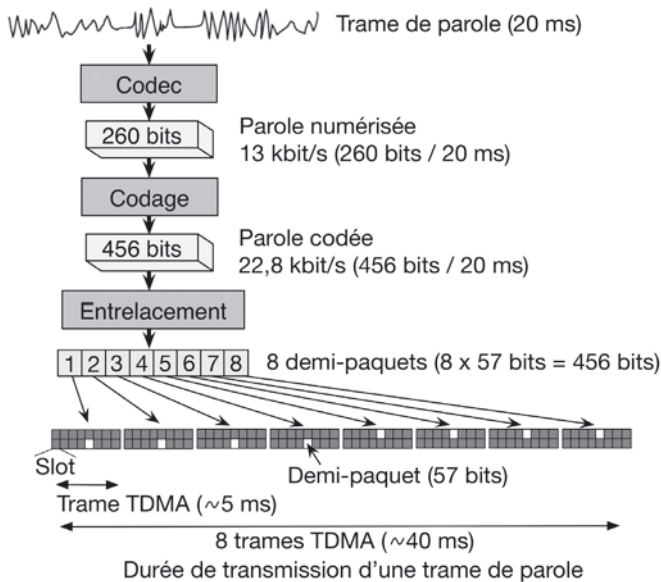 Trame de parole (20 ms)
Codec
260 bits
Parole numérisée
13 kbit/s (260 bits / 20 ms)
Codage
456 bits
Parole codée
22,8 kbit/s (456 bits / 20 ms)
Entrelacement
1 2 3 4 5 6 7 8
8 demi-paquets (8 x 57 bits = 456 bits)
Slot
Demi-paquet (57 bits)
Trame TDMA (~5 ms)
8 trames TDMA (~40 ms)
Durée de transmission d'une trame de parole